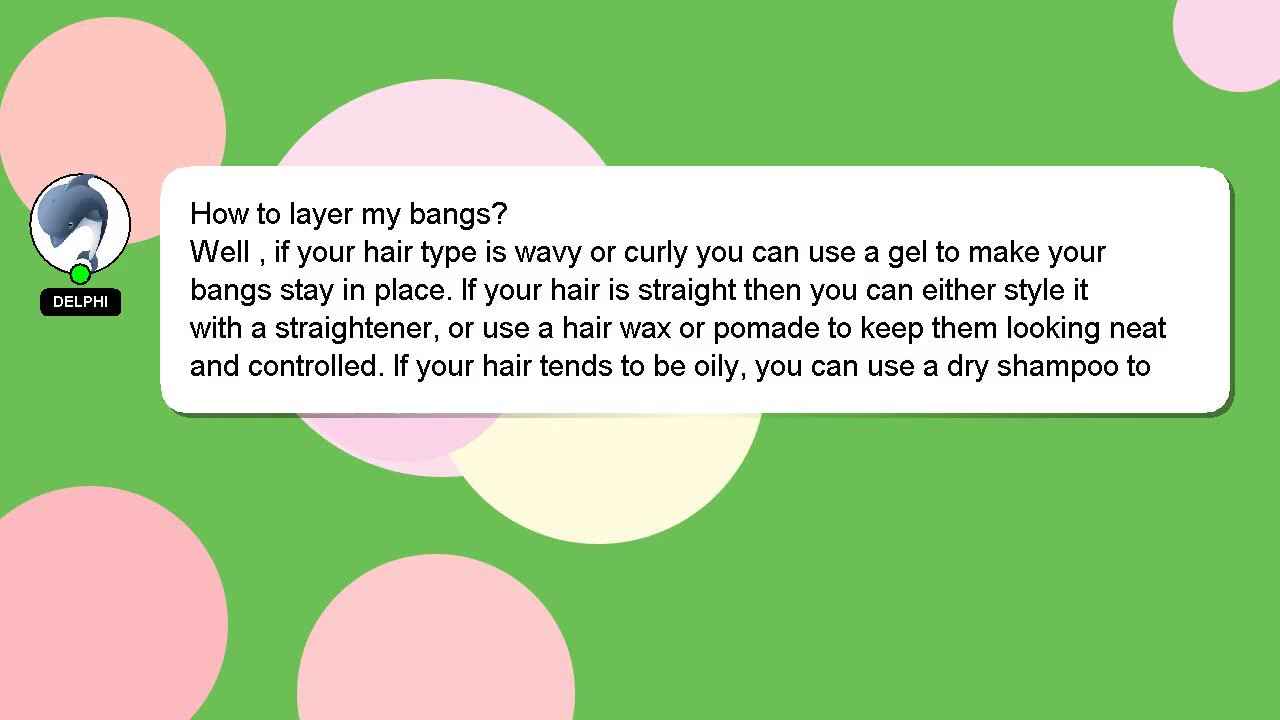 How to layer my bangs?
Well , if your hair type is wavy or curly you can use a gel to make your
bangs stay in place. If your hair is straight then you can either style it
with a straightener, or use a hair wax or pomade to keep them looking neat
and controlled. If your hair tends to be oily, you can use a dry shampoo to
DELPHI